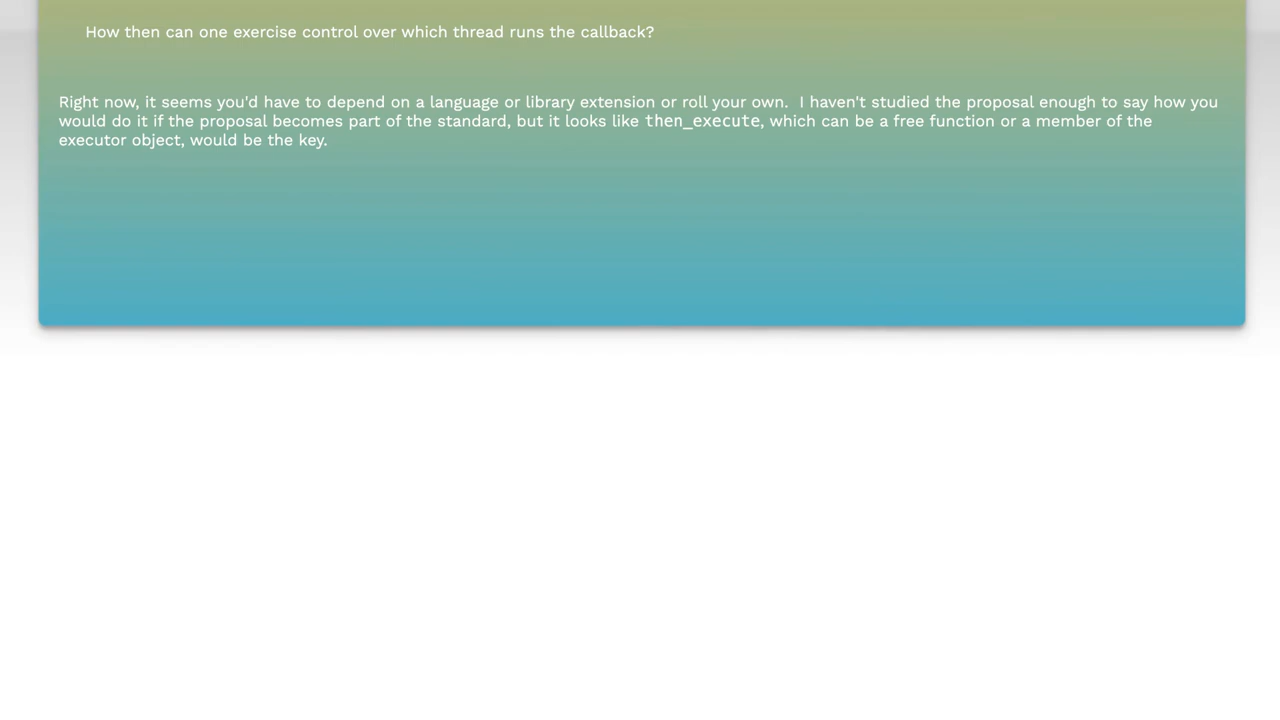 How then can one exercise control over which thread runs the callback?
Right now, it seems you'd have to depend on a language or library extension or roll your own.  I haven't studied the proposal enough to say how you
would do it if the proposal becomes part of the standard, but it looks like then_execute, which can be a free function or a member of the
executor object, would be the key.